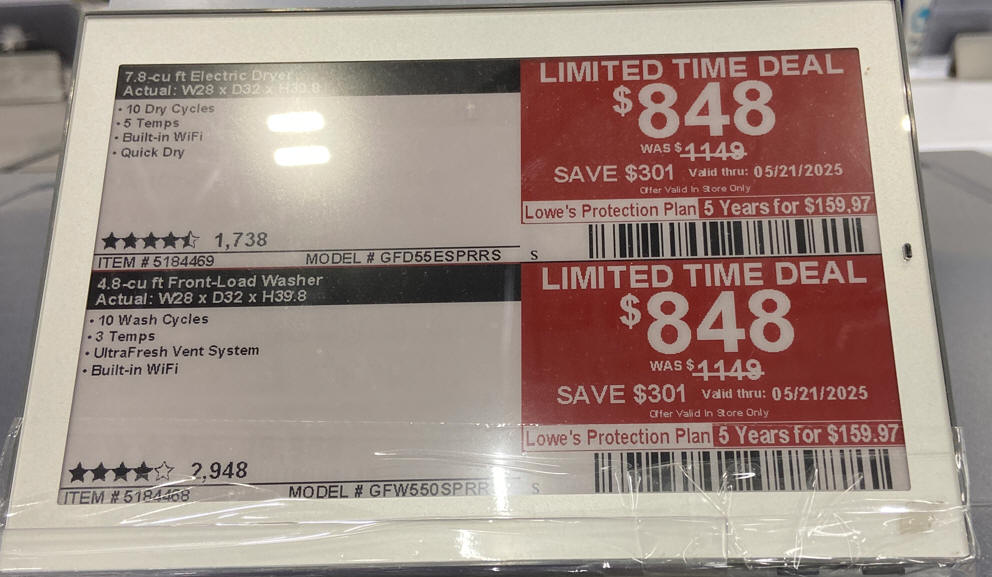 7.8-cu ft Electric Dryer
Actual: W28 x D32 x H39.8
• 10 Dry Cycles
• 5 Temps
• Built-in WiFi
• Quick Dry
1,738
ITEM # 5184469 MODEL # GFD55ESPRRS S
LIMITED TIME DEAL
$848
WAS $1149
SAVE $301 Valid thru: 05/21/2025
Offer Valid In Store Only
Lowe's Protection Plan 5 Years for $159.97
4.8-cu ft Front-Load Washer
Actual: W28 x D32 x H39.8
• 10 Wash Cycles
• 3 Temps
• UltraFresh Vent System
• Built-in WiFi
2,948
ITEM # 5184468 MODEL # GFW550SPRRS S
LIMITED TIME DEAL
$848
WAS $1149
SAVE $301 Valid thru: 05/21/2025
Offer Valid In Store Only
Lowe's Protection Plan 5 Years for $159.97